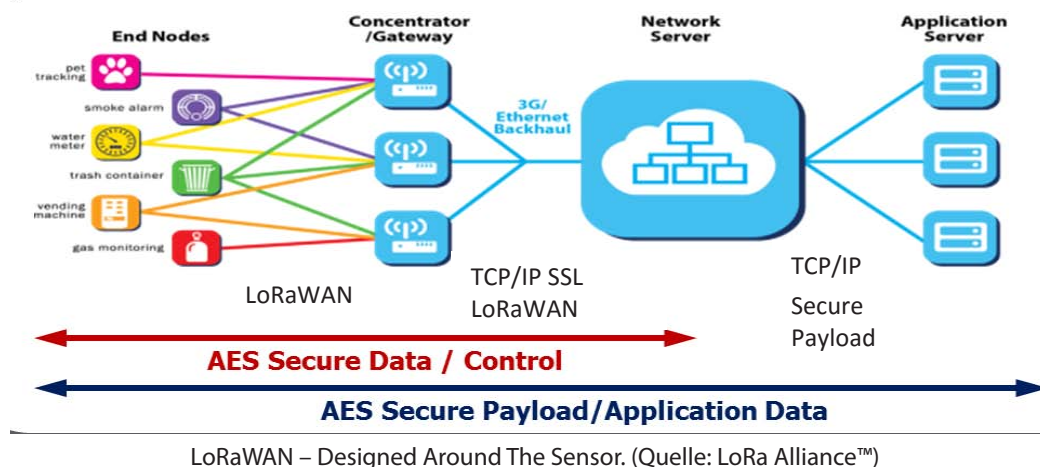 End Nodes
Concentrator
/Gateway
Network
Server
Application
Server
pet
tracking
smoke alarm
water
meter
trash container
vending
machine
gas monitoring
3G/
Ethernet
Backhaul
LoRaWAN
TCP/IP SSL
LoRaWAN
TCP/IP
Secure
Payload
AES Secure Data / Control
AES Secure Payload/Application Data
LoRaWAN – Designed Around The Sensor. (Quelle: LoRa Alliance™)